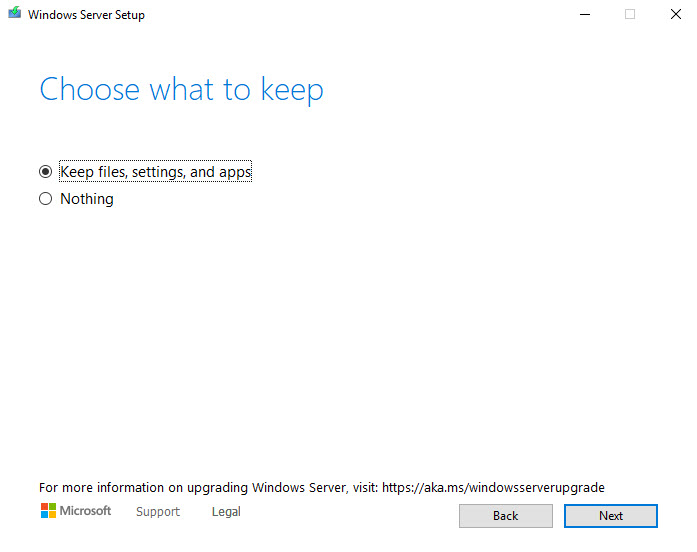 Windows Server Setup
Choose what to keep
Keep files, settings, and apps
Nothing
For more information on upgrading Windows Server, visit: https://aka.ms/windowsserverupgrade
Microsoft Support Legal Back Next